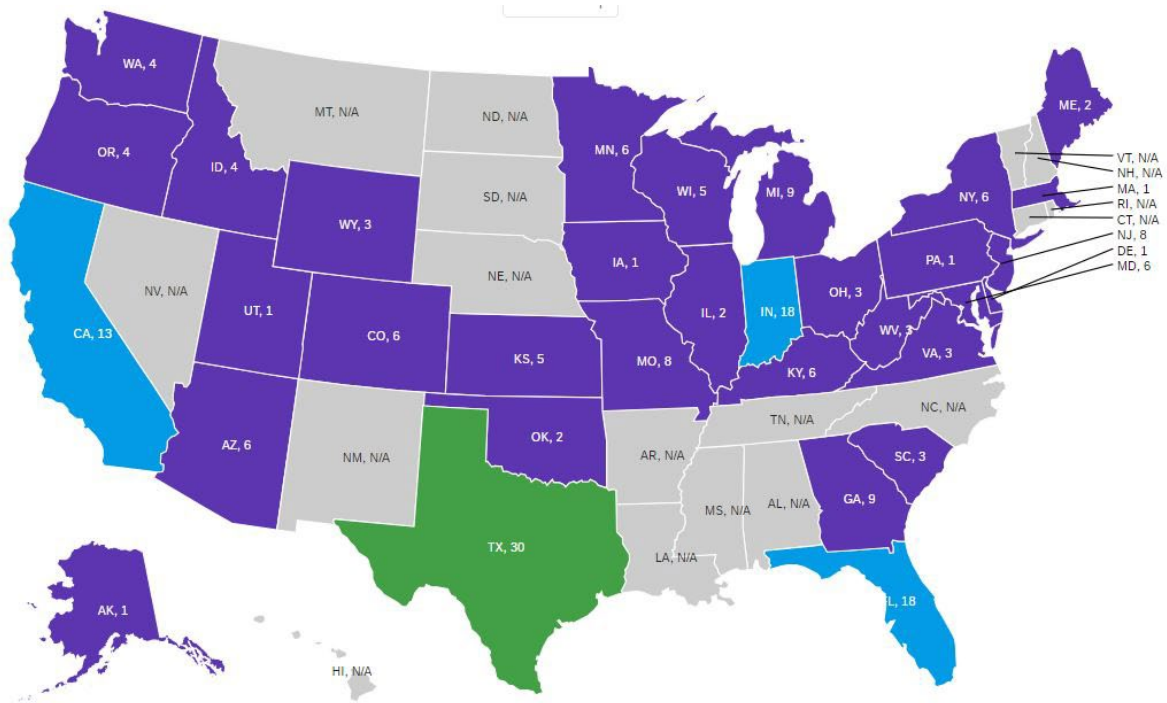 WA, 4
ME, 2
MT, N/A
ND, N/A
OR, 4
MN, 6
ID, 4
WI, 5
MI, 9
VT, N/A
NH, N/A
MA, 1
RI, N/A
CT, N/A
NJ, 8
DE, 1
MD, 6
SD, N/A
NY, 6
WY, 3
IA, 1
PA, 1
NE, N/A
NV, N/A
OH, 3
UT, 1
IL, 2
IN, 18
CA, 13
CO, 6
WV, 3
KS, 5
MO, 8
VA, 3
KY, 6
NC, N/A
TN, N/A
AZ, 6
OK, 2
NM, N/A
AR, N/A
SC, 3
GA, 9
AL, N/A
MS, N/A
TX, 30
LA, N/A
FL, 18
AK, 1
HI, N/A